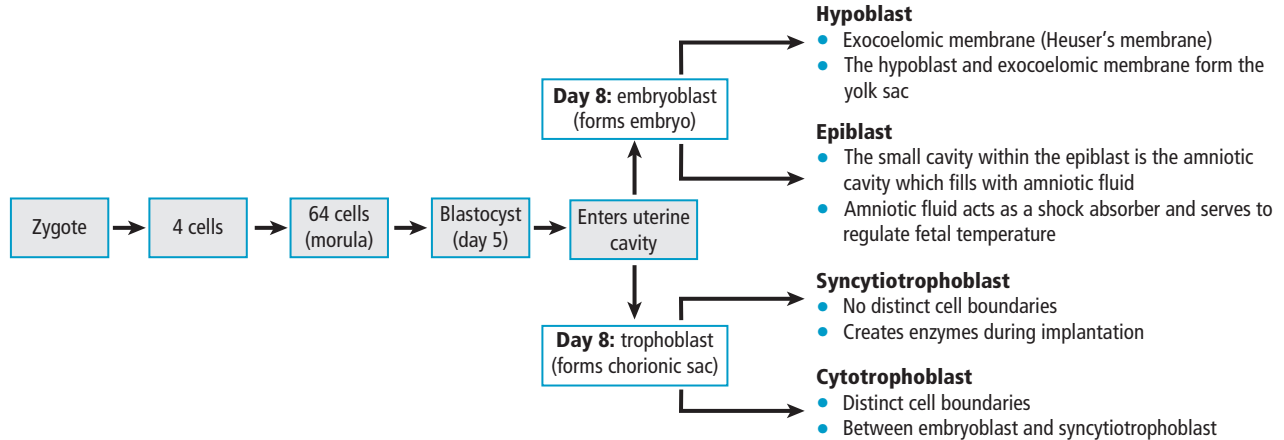 Zygote
4 cells
64 cells
(morula)
Blastocyst
(day 5)
Enters uterine
cavity
Day 8: embryoblast
(forms embryo)
Hypoblast
• Exocoelomic membrane (Heuser's membrane)
• The hypoblast and exocoelomic membrane form the
yolk sac
Epiblast
• The small cavity within the epiblast is the amniotic
cavity which fills with amniotic fluid
• Amniotic fluid acts as a shock absorber and serves to
regulate fetal temperature
Day 8: trophoblast
(forms chorionic sac)
Syncytiotrophoblast
• No distinct cell boundaries
• Creates enzymes during implantation
Cytotrophoblast
• Distinct cell boundaries
• Between embryoblast and syncytiotrophoblast